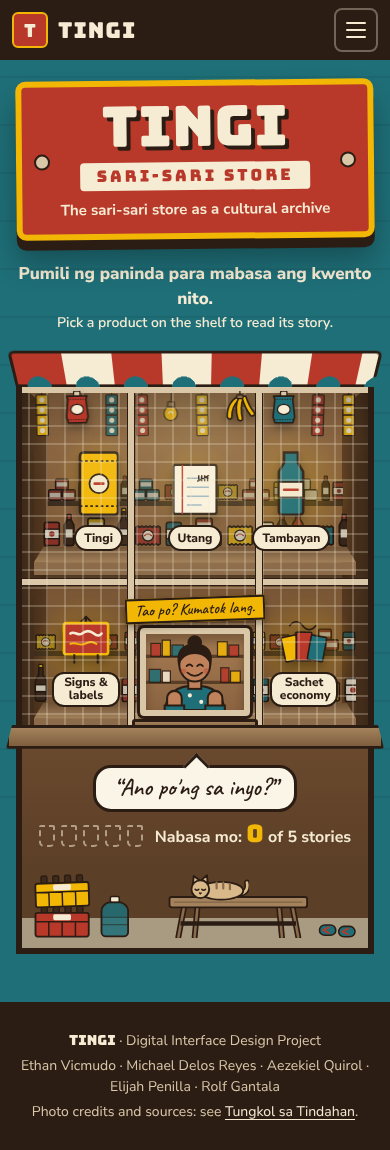 T TINGI
TINGI
SARI-SARI STORE
The sari-sari store as a cultural archive
Pumili ng paninda para mabasa ang kwento
nito.
Pick a product on the shelf to read its story.
Tingi
Utang
Tambayan
Tao po? Kumatok lang.
Signs &
labels
Sachet
economy
“Ano po'ng sa inyo?”
Nabasa mo: 0 of 5 stories
TINGI · Digital Interface Design Project
Ethan Vicmudo · Michael Delos Reyes · Aezekiel Quirol ·
Elijah Penilla · Rolf Gantala
Photo credits and sources: see Tungkol sa Tindahan.